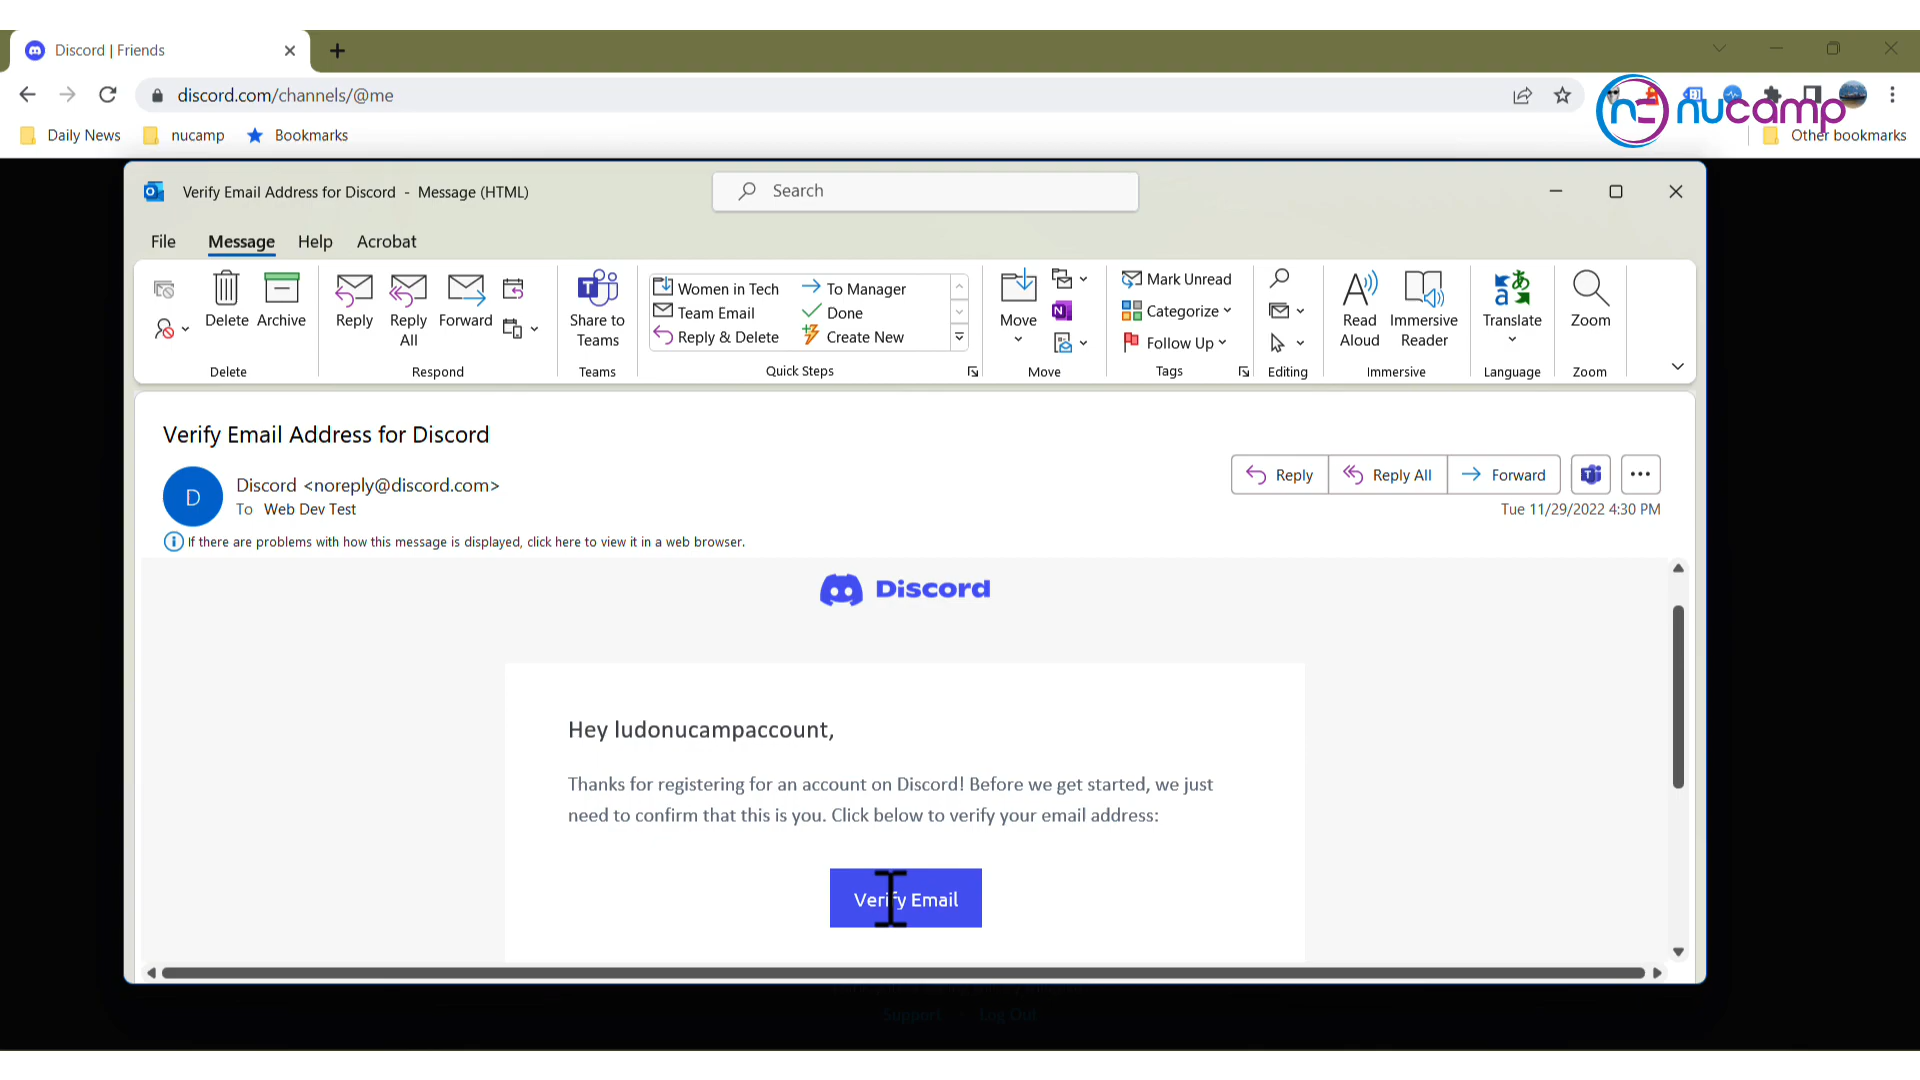 Discord | Friends
discord.com/channels/@me
nucamp
Daily News
nucamp
Bookmarks
Other bookmarks
Verify Email Address for Discord - Message (HTML)
Search
File
Message
Help
Acrobat
Delete
Archive
Reply
Reply All
Forward
Share to Teams
Women in Tech
To Manager
Team Email
Done
Reply & Delete
Create New
Move
Mark Unread
Categorize
Follow Up
Read Aloud
Immersive Reader
Translate
Zoom
Delete
Respond
Teams
Quick Steps
Move
Tags
Editing
Immersive
Language
Zoom
Verify Email Address for Discord
D
Discord <noreply@discord.com>
To Web Dev Test
Reply
Reply All
Forward
Tue 11/29/2022 4:30 PM
If there are problems with how this message is displayed, click here to view it in a web browser.
Discord
Hey ludonucampaccount,
Thanks for registering for an account on Discord! Before we get started, we just
need to confirm that this is you. Click below to verify your email address:
Verify Email
Support
Log Out